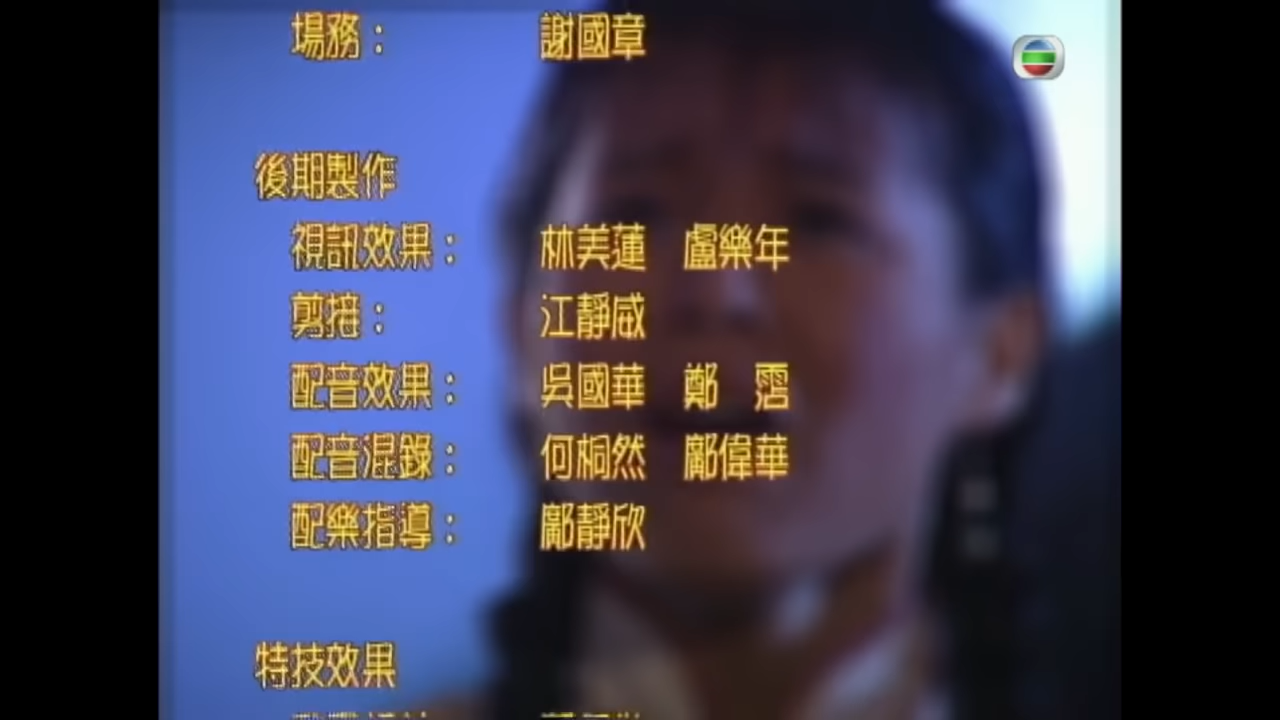 場務： 謝國章
後期製作
視訊效果： 林美蓮 盧樂年
剪接： 江靜威
配音效果： 吳國華 鄭 霑
配音混錄： 何桐然 鄺偉華
配樂指導： 鄺靜欣
特技效果